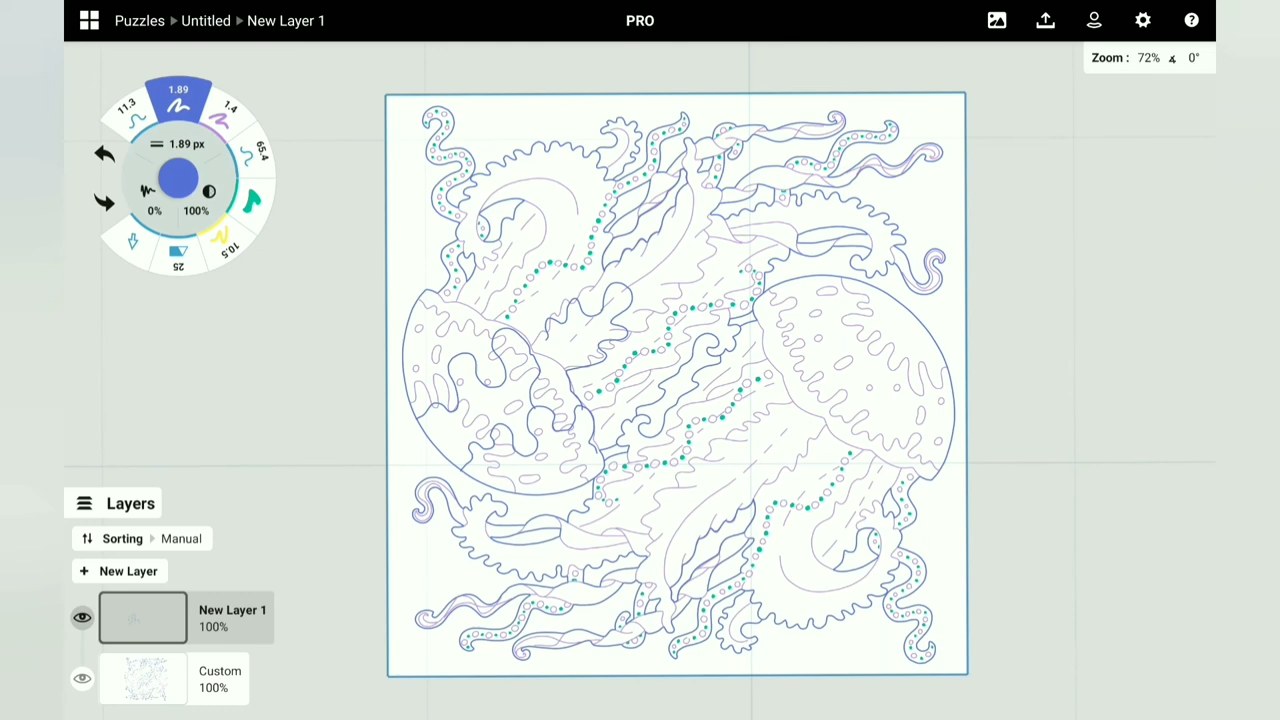 Puzzles ▸ Untitled ▸ New Layer 1
PRO
Zoom : 72% 0°
11.3
1.89
1.4
65.4
1.89 px
0%
100%
10.5
25
Layers
Sorting ▸ Manual
+ New Layer
New Layer 1
100%
Custom
100%